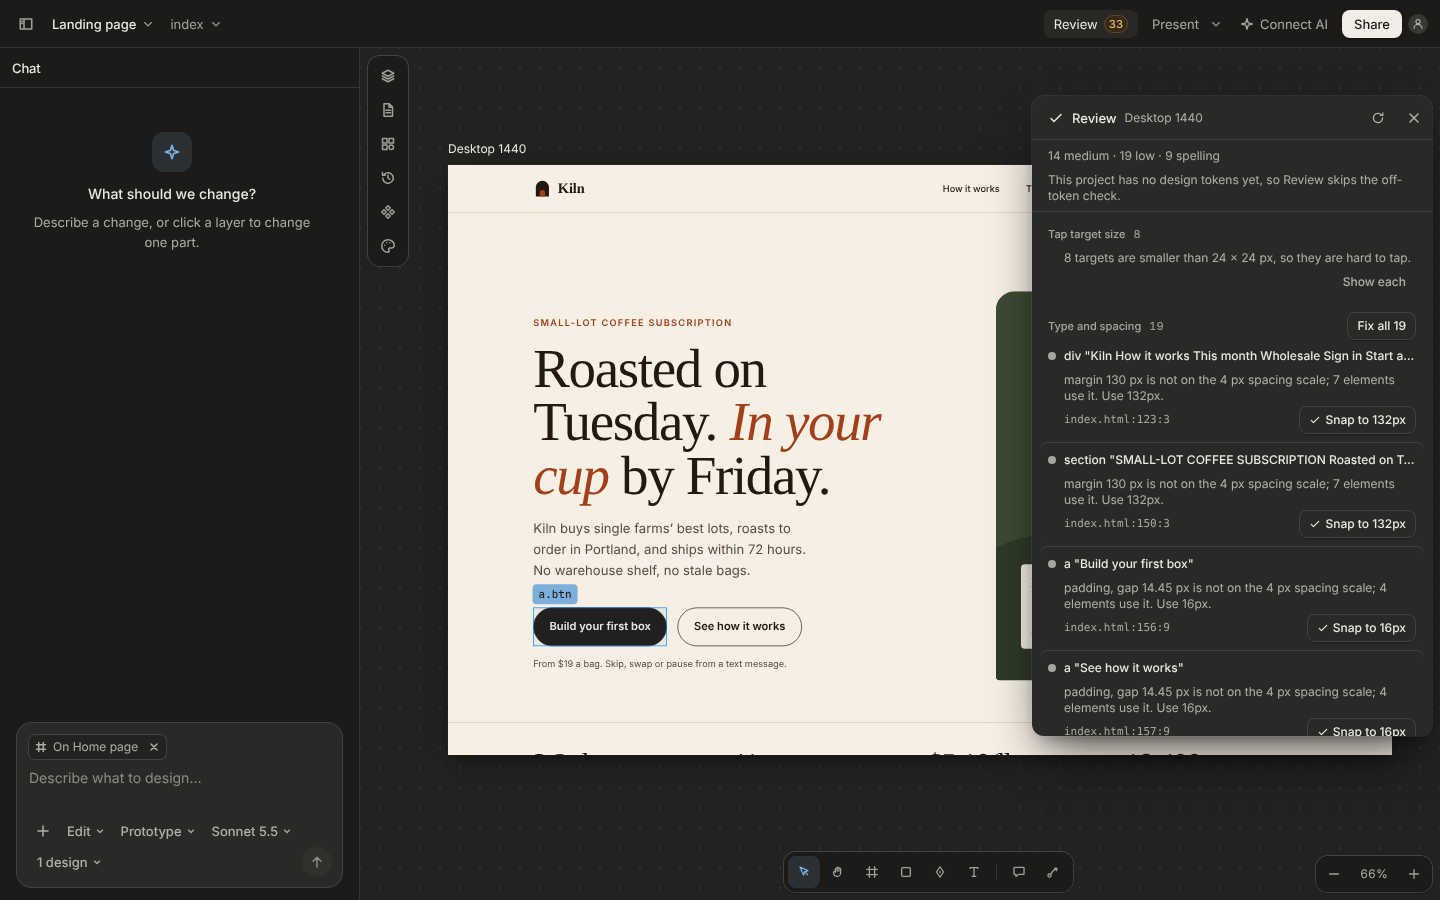 Landing page
index
Review 33
Present
Connect AI
Share
Chat
What should we change?
Describe a change, or click a layer to change
one part.
On Home page
Describe what to design...
Edit
Prototype
Sonnet 5.5
1 design
Desktop 1440
Kiln
How it works
SMALL-LOT COFFEE SUBSCRIPTION
Roasted on
Tuesday. In your
cup by Friday.
Kiln buys single farms’ best lots, roasts to
order in Portland, and ships within 72 hours.
No warehouse shelf, no stale bags.
a.btn
Build your first box
See how it works
From $19 a bag. Skip, swap or pause from a text message.
Review Desktop 1440
14 medium · 19 low · 9 spelling
This project has no design tokens yet, so Review skips the off-
token check.
Tap target size 8
8 targets are smaller than 24 × 24 px, so they are hard to tap.
Show each
Type and spacing 19
Fix all 19
div "Kiln How it works This month Wholesale Sign in Start a...
margin 130 px is not on the 4 px spacing scale; 7 elements
use it. Use 132px.
index.html:123:3
Snap to 132px
section "SMALL-LOT COFFEE SUBSCRIPTION Roasted on T...
margin 130 px is not on the 4 px spacing scale; 7 elements
use it. Use 132px.
index.html:150:3
Snap to 132px
a "Build your first box"
padding, gap 14.45 px is not on the 4 px spacing scale; 4
elements use it. Use 16px.
index.html:156:9
Snap to 16px
a "See how it works"
padding, gap 14.45 px is not on the 4 px spacing scale; 4
elements use it. Use 16px.
index.html:157:9
Snap to 16px
66%